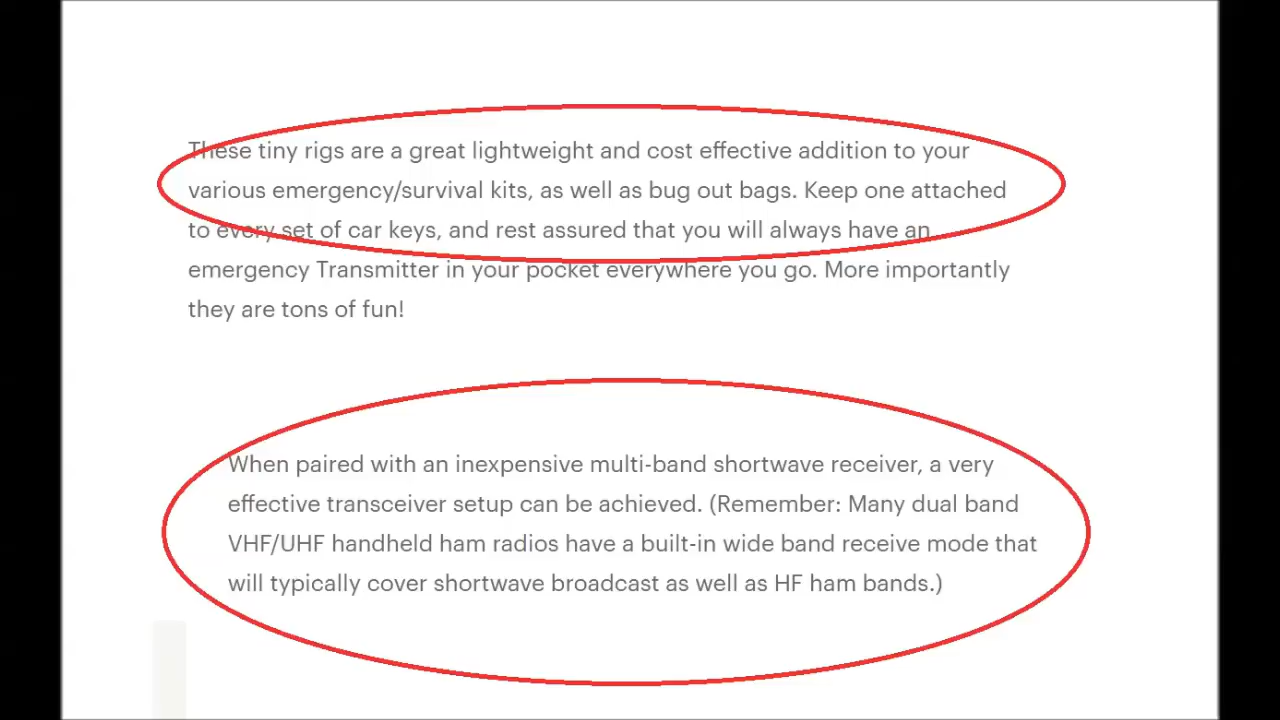 These tiny rigs are a great lightweight and cost effective addition to your
various emergency/survival kits, as well as bug out bags. Keep one attached
to every set of car keys, and rest assured that you will always have an
emergency Transmitter in your pocket everywhere you go. More importantly
they are tons of fun!
When paired with an inexpensive multi-band shortwave receiver, a very
effective transceiver setup can be achieved. (Remember: Many dual band
VHF/UHF handheld ham radios have a built-in wide band receive mode that
will typically cover shortwave broadcast as well as HF ham bands.)